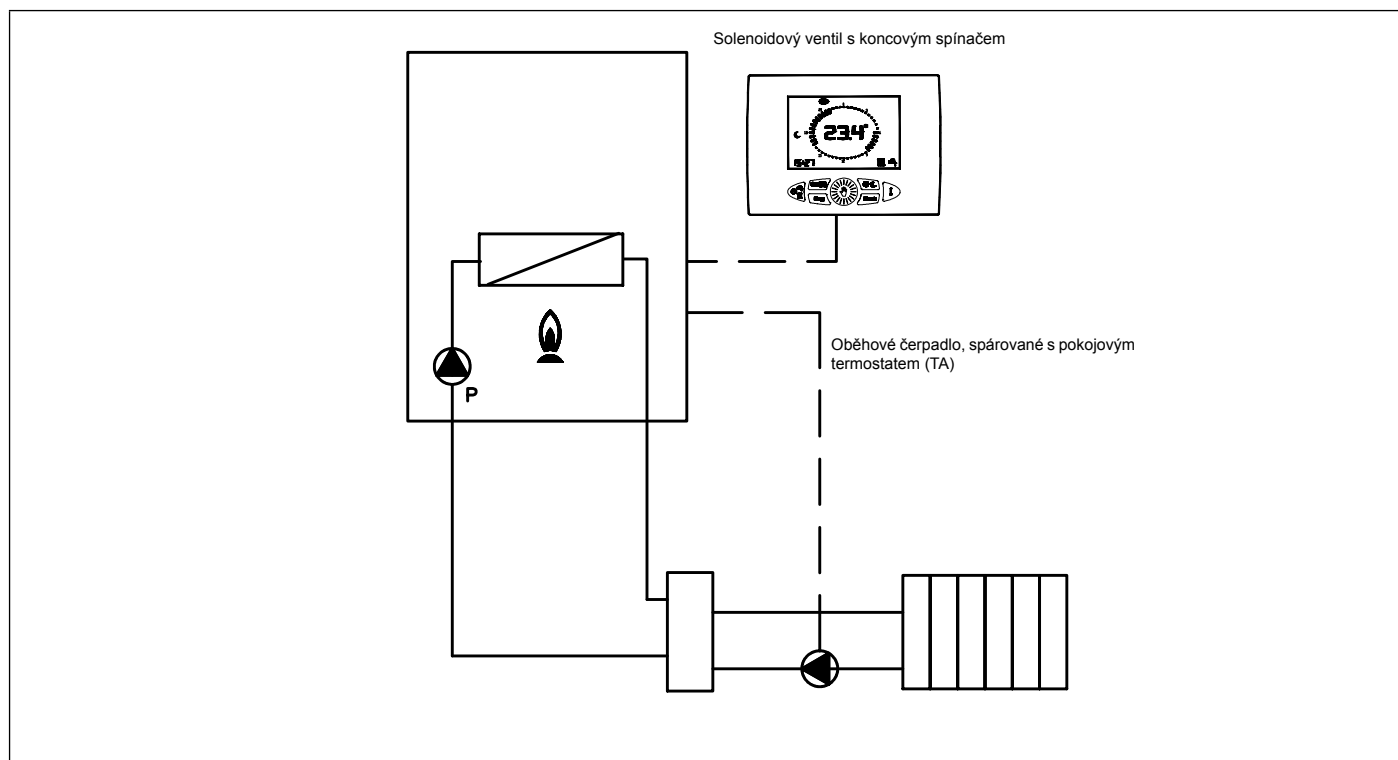 Solenoidový ventil s koncovým spínačem
23.4°
Oběhové čerpadlo, spárované s pokojovým
termostatem (TA)
P